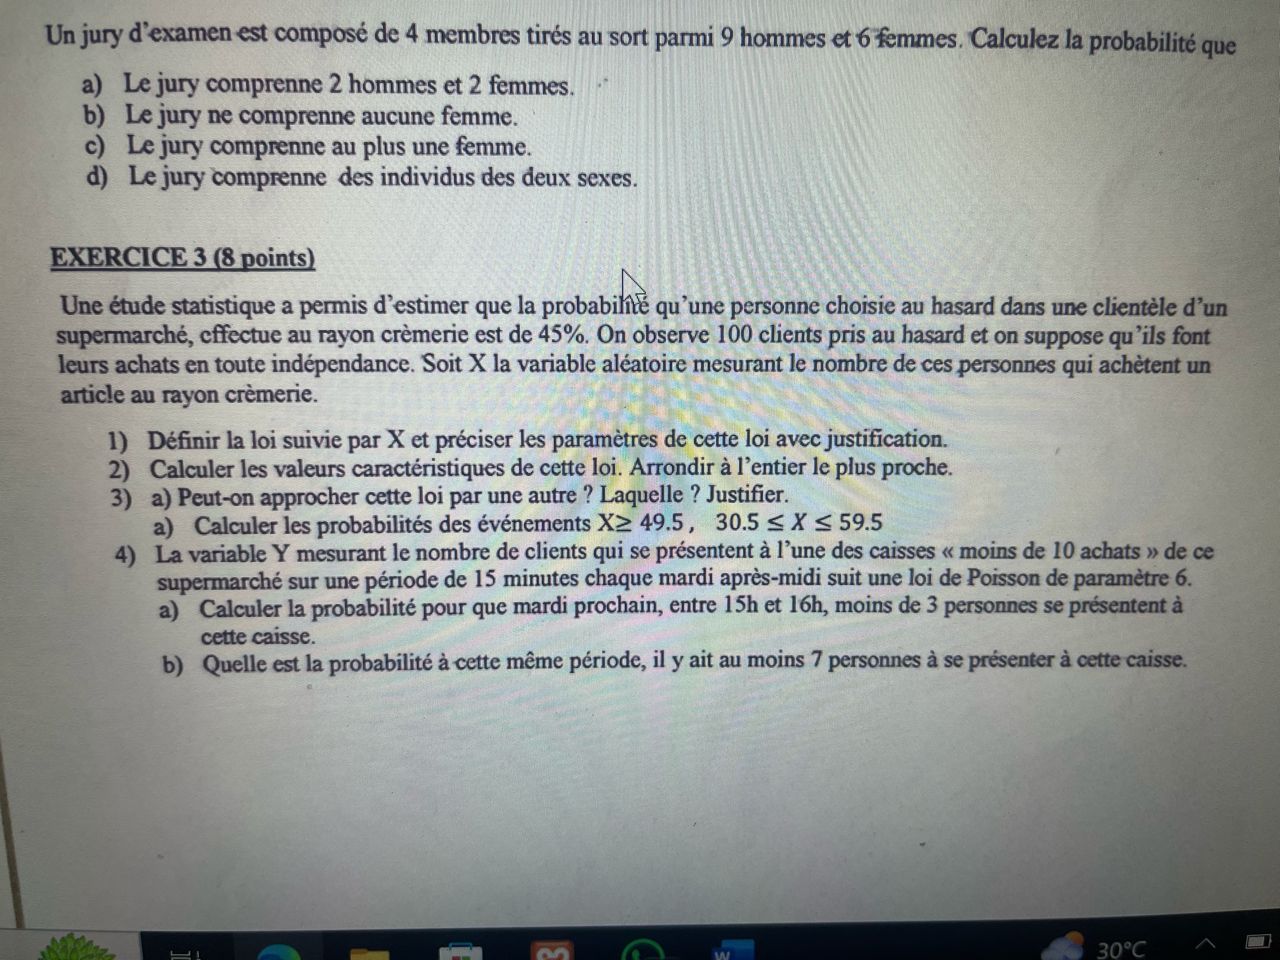 Un jury d'examen est composé de 4 membres tirés au sort parmi 9 hommes et 6 femmes. Calculez la probabilité que
a) Le jury comprenne 2 hommes et 2 femmes.
b) Le jury ne comprenne aucune femme.
c) Le jury comprenne au plus une femme.
d) Le jury comprenne des individus des deux sexes.
EXERCICE 3 (8 points)
Une étude statistique a permis d'estimer que la probabilité qu'une personne choisie au hasard dans une clientèle d'un
supermarché, effectue au rayon crèmerie est de 45%. On observe 100 clients pris au hasard et on suppose qu'ils font
leurs achats en toute indépendance. Soit X la variable aléatoire mesurant le nombre de ces personnes qui achètent un
article au rayon crèmerie.
1) Définir la loi suivie par X et préciser les paramètres de cette loi avec justification.
2) Calculer les valeurs caractéristiques de cette loi. Arrondir à l'entier le plus proche.
3) a) Peut-on approcher cette loi par une autre ? Laquelle ? Justifier.
a) Calculer les probabilités des événements X≥ 49.5 , 30.5 ≤ X ≤ 59.5
4) La variable Y mesurant le nombre de clients qui se présentent à l'une des caisses « moins de 10 achats » de ce
supermarché sur une période de 15 minutes chaque mardi après-midi suit une loi de Poisson de paramètre 6.
a) Calculer la probabilité pour que mardi prochain, entre 15h et 16h, moins de 3 personnes se présentent à
cette caisse.
b) Quelle est la probabilité à cette même période, il y ait au moins 7 personnes à se présenter à cette caisse.
W
30°C